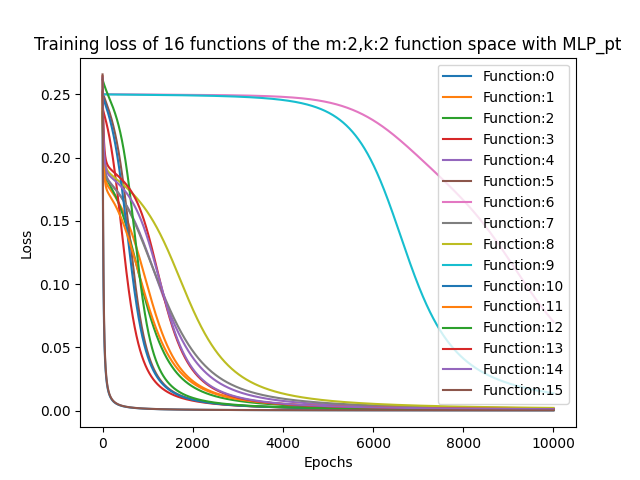 Training loss of 16 functions of the m:2,k:2 function space with MLP_pt
Loss
0.25
0.20
0.15
0.10
0.05
0.00
0
2000
4000
6000
8000
10000
Epochs
Function:0
Function:1
Function:2
Function:3
Function:4
Function:5
Function:6
Function:7
Function:8
Function:9
Function:10
Function:11
Function:12
Function:13
Function:14
Function:15